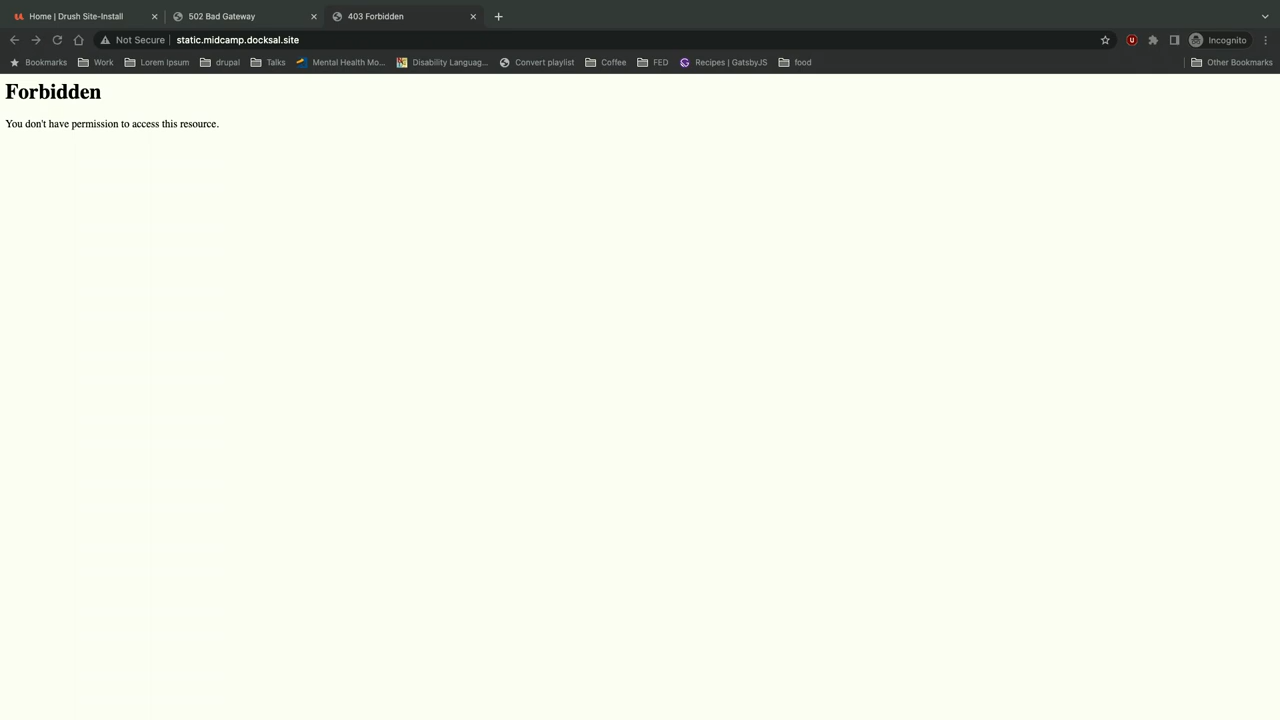 Home | Drush Site-Install
502 Bad Gateway
403 Forbidden
Not Secure
static.midcamp.docksal.site
Incognito
Bookmarks
Work
Lorem Ipsum
drupal
Talks
Mental Health Mo...
Disability Languag...
Convert playlist
Coffee
FED
Recipes | GatsbyJS
food
Other Bookmarks
Forbidden
You don't have permission to access this resource.